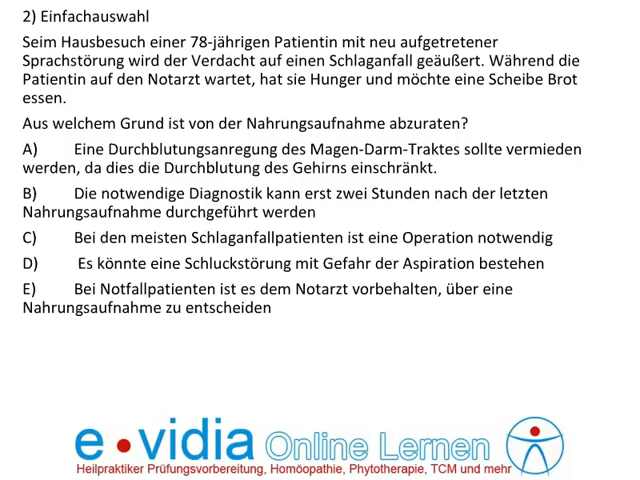 2) Einfachauswahl
Seim Hausbesuch einer 78-jährigen Patientin mit neu aufgetretener
Sprachstörung wird der Verdacht auf einen Schlaganfall geäußert. Während die
Patientin auf den Notarzt wartet, hat sie Hunger und möchte eine Scheibe Brot
essen.
Aus welchem Grund ist von der Nahrungsaufnahme abzuraten?
A) Eine Durchblutungsanregung des Magen-Darm-Traktes sollte vermieden
werden, da dies die Durchblutung des Gehirns einschränkt.
B) Die notwendige Diagnostik kann erst zwei Stunden nach der letzten
Nahrungsaufnahme durchgeführt werden
C) Bei den meisten Schlaganfallpatienten ist eine Operation notwendig
D) Es könnte eine Schluckstörung mit Gefahr der Aspiration bestehen
E) Bei Notfallpatienten ist es dem Notarzt vorbehalten, über eine
Nahrungsaufnahme zu entscheiden
e•vidia Online Lernen
Heilpraktiker Prüfungsvorbereitung, Homöopathie, Phytotherapie, TCM und mehr